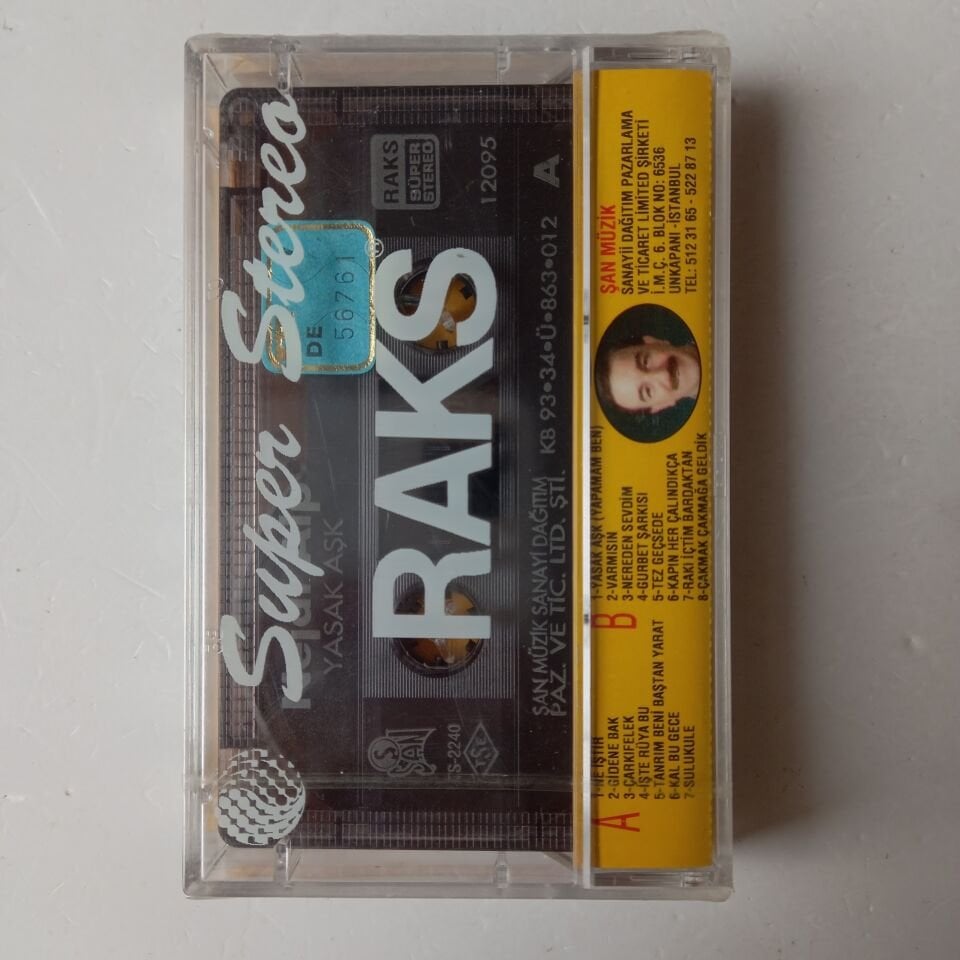 Super Stereo
RAKS
®
DE
56761
YASAK AŞK
RAKS
SÜPER
STEREO
12095
A
ŞAN
S-2240
TSE
ŞAN MÜZİK SANAYİ DAĞITIM
PAZ. VE TİC. LTD. ŞTİ. KB 93•34•Ü•863•012
A
1-NE İŞTİR
2-GİDENE BAK
3-ÇARKIFELEK
4-İŞTE RÜYA BU
5-TANRIM BENİ BAŞTAN YARAT
6-KAL BU GECE
7-SULUKULE
B
1-YASAK AŞK (YAPAMAM BEN)
2-VARMISIN
3-NEREDEN SEVDİM
4-GURBET ŞARKISI
5-TEZ GEÇSEDE
6-KAPIN HER ÇALINDIKÇA
7-RAKI İÇTİM BARDAKTAN
8-ÇAKMAK ÇAKMAĞA GELDİK
ŞAN MÜZİK
SANAYİİ DAĞITIM PAZARLAMA
VE TİCARET LİMİTED ŞİRKETİ
İ.M.Ç. 6. BLOK NO: 6536
UNKAPANI -İSTANBUL
TEL: 512 31 65 - 522 87 13